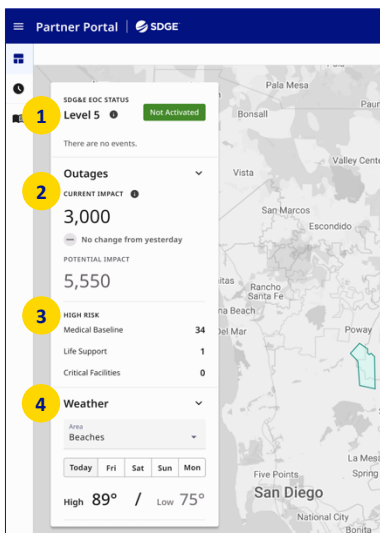 Partner Portal | SDGE
1
SDG&E EOC STATUS
Level 5
Not Activated
There are no events.
2
Outages
CURRENT IMPACT
3,000
No change from yesterday
POTENTIAL IMPACT
5,550
3
HIGH RISK
Medical Baseline 34
Life Support 1
Critical Facilities 0
4
Weather
Area
Beaches
Today Fri Sat Sun Mon
High 89° / Low 75°
Pala Mesa
Bonsall
Paum
Valley Cente
Vista
San Marcos
Escondido
itas
Rancho
Santa Fe
na Beach
Del Mar
Poway
La Mesa
Five Points
Spring
San Diego
National City
Bonita